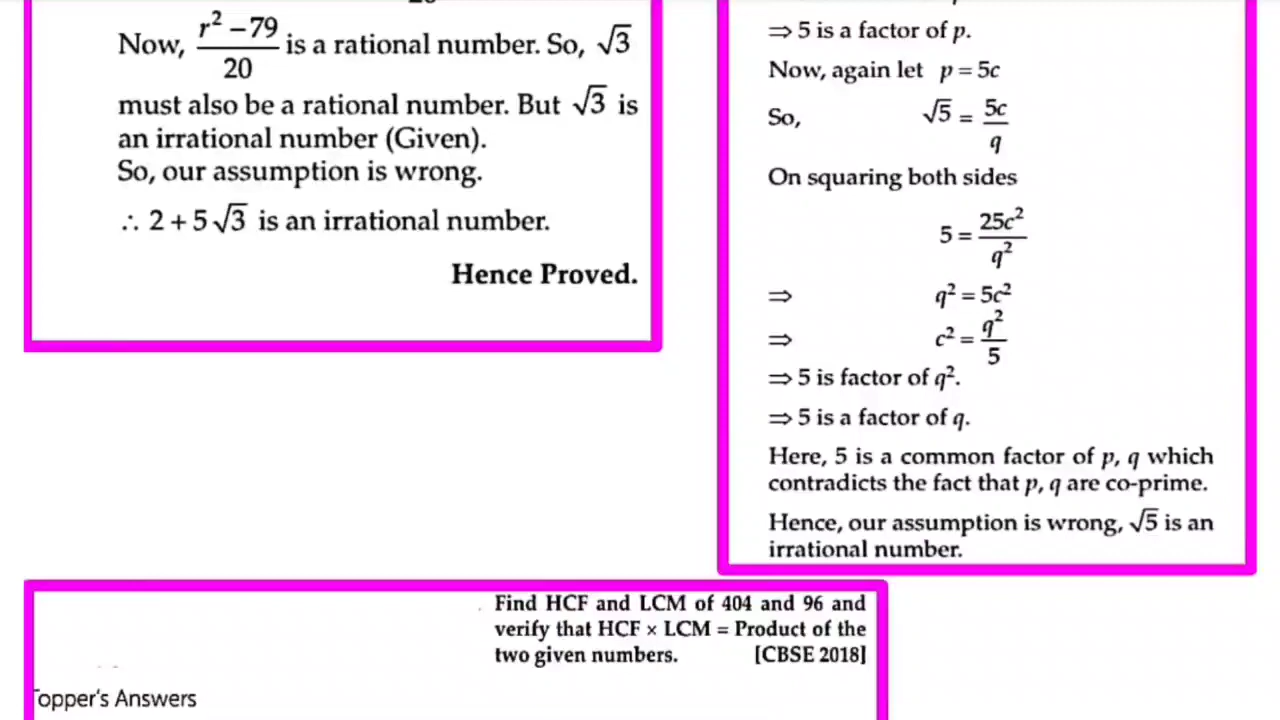 Now, r² − 79 / 20 is a rational number. So, √3
must also be a rational number. But √3 is
an irrational number (Given).
So, our assumption is wrong.
∴ 2 + 5√3 is an irrational number.
Hence Proved.
⇒ 5 is a factor of p.
Now, again let p = 5c
So, √5 = 5c / q
On squaring both sides
5 = 25c² / q²
⇒ q² = 5c²
⇒ c² = q² / 5
⇒ 5 is factor of q².
⇒ 5 is a factor of q.
Here, 5 is a common factor of p, q which
contradicts the fact that p, q are co-prime.
Hence, our assumption is wrong, √5 is an
irrational number.
Find HCF and LCM of 404 and 96 and
verify that HCF × LCM = Product of the
two given numbers. [CBSE 2018]
Topper's Answers